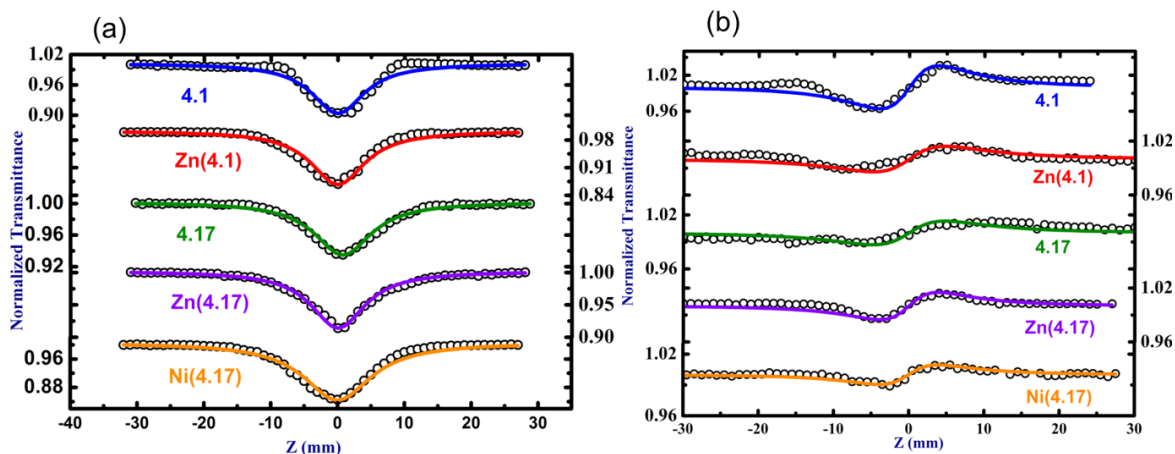 (a)
Normalized Transmittance
1.02
0.96
0.90
4.1
Zn(4.1)
0.98
0.91
0.84
1.00
0.96
0.92
4.17
Zn(4.17)
1.00
0.95
0.90
0.96
0.88
Ni(4.17)
-40 -30 -20 -10 0 10 20 30
Z (mm)
(b)
Normalized Transmittance
1.02
0.96
4.1
1.02
0.96
Zn(4.1)
1.02
0.96
4.17
1.02
0.96
Zn(4.17)
1.02
0.96
Ni(4.17)
-30 -20 -10 0 10 20 30
Z (mm)